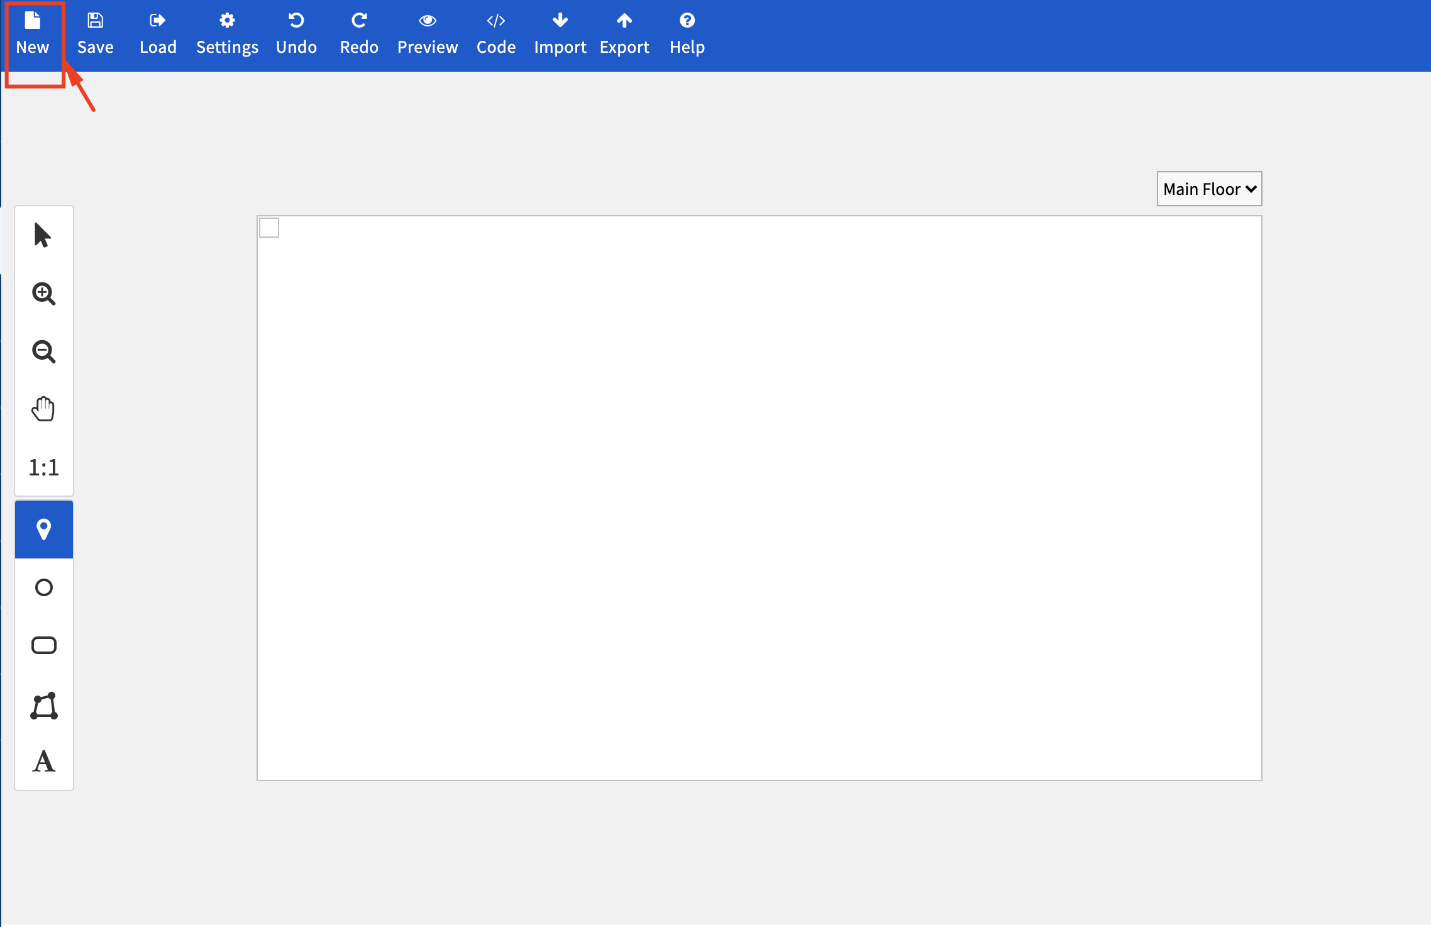 New Save Load Settings Undo Redo Preview Code Import Export Help
Main Floor
1:1
A